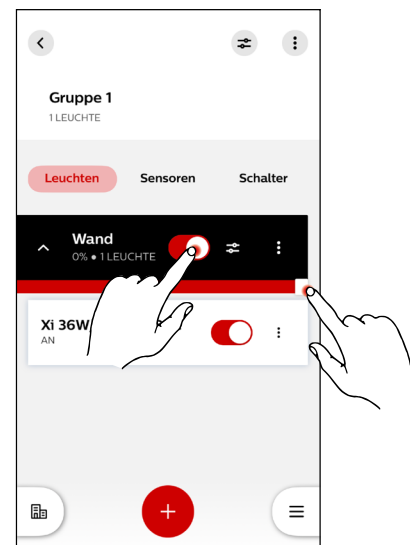 Gruppe 1
1 LEUCHTE
Leuchten Sensoren Schalter
Wand
0% • 1 LEUCHTE
Xi 36W
AN